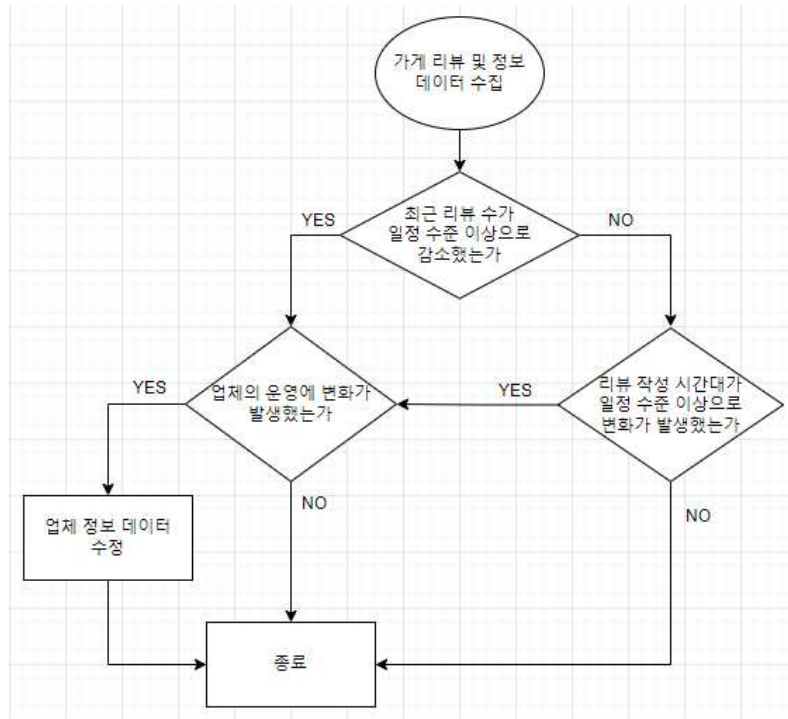 가게 리뷰 및 정보
데이터 수집
최근 리뷰 수가
일정 수준 이상으로
감소했는가
YES
NO
업체의 운영에 변화가
발생했는가
리뷰 작성 시간대가
일정 수준 이상으로
변화가 발생했는가
YES
YES
NO
NO
업체 정보 데이터
수정
종료